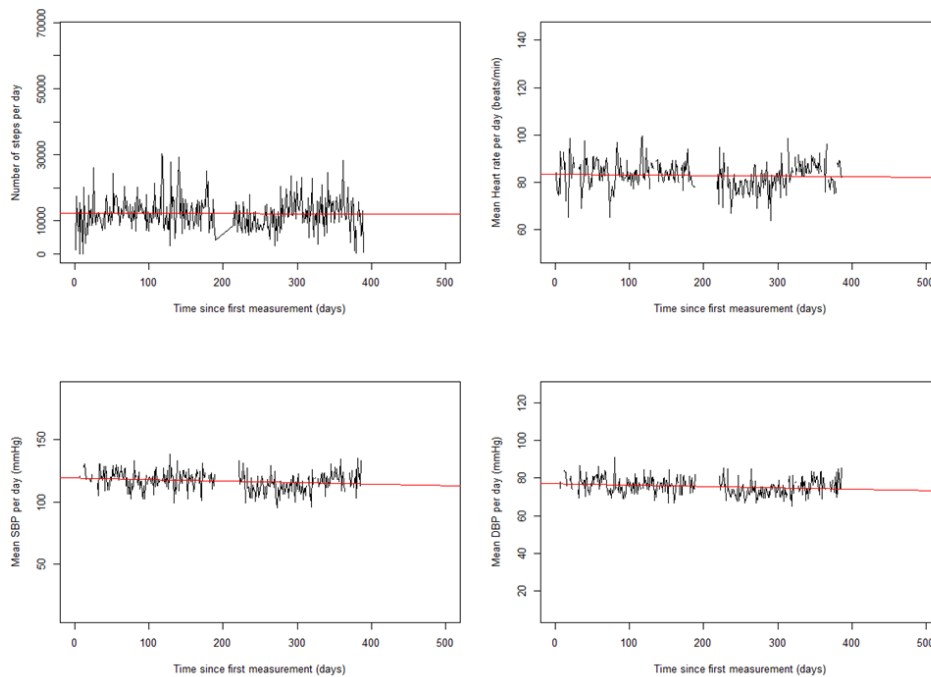 Number of steps per day
70000
50000
30000
10000
0
0 100 200 300 400 500
Time since first measurement (days)
Mean Heart rate per day (beats/min)
140
120
100
80
60
0 100 200 300 400 500
Time since first measurement (days)
Mean SBP per day (mmHg)
150
100
50
0 100 200 300 400 500
Time since first measurement (days)
Mean DBP per day (mmHg)
120
100
80
60
40
20
0 100 200 300 400 500
Time since first measurement (days)